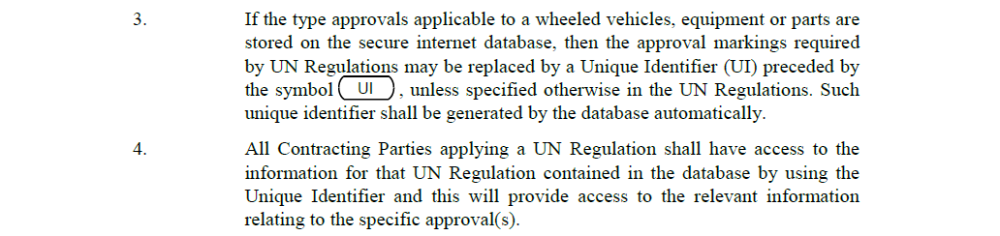 3. If the type approvals applicable to a wheeled vehicles, equipment or parts are
stored on the secure internet database, then the approval markings required
by UN Regulations may be replaced by a Unique Identifier (UI) preceded by
the symbol UI , unless specified otherwise in the UN Regulations. Such
unique identifier shall be generated by the database automatically.
4. All Contracting Parties applying a UN Regulation shall have access to the
information for that UN Regulation contained in the database by using the
Unique Identifier and this will provide access to the relevant information
relating to the specific approval(s).